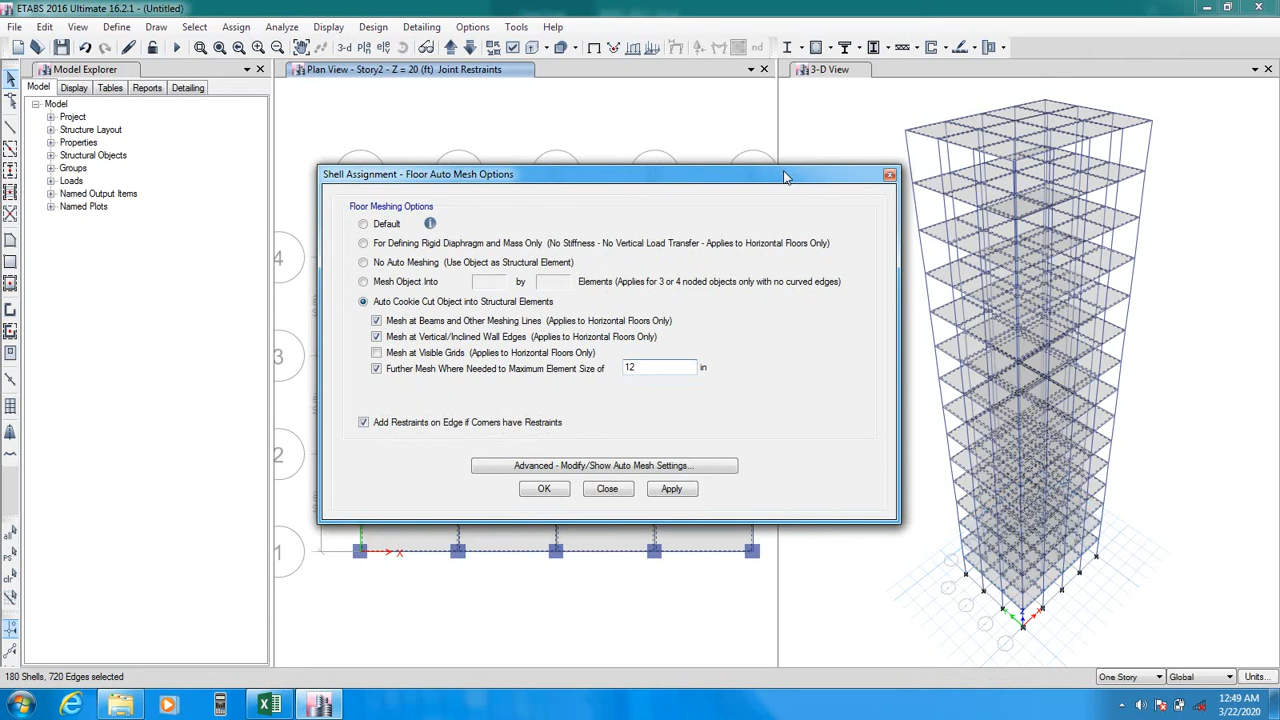 ETABS 2016 Ultimate 16.2.1 - (Untitled)
File Edit View Define Draw Select Assign Analyze Display Design Detailing Options Tools Help
3-d Pla ele nd
Model Explorer
Plan View - Story2 - Z = 20 (ft) Joint Restraints
3-D View
Model Display Tables Reports Detailing
Model
Project
Structure Layout
Properties
Structural Objects
Groups
Loads
Named Output Items
Named Plots
4
3
2
1
X
Shell Assignment - Floor Auto Mesh Options
Floor Meshing Options
Default
For Defining Rigid Diaphragm and Mass Only (No Stiffness - No Vertical Load Transfer - Applies to Horizontal Floors Only)
No Auto Meshing (Use Object as Structural Element)
Mesh Object Into by Elements (Applies for 3 or 4 noded objects only with no curved edges)
Auto Cookie Cut Object into Structural Elements
Mesh at Beams and Other Meshing Lines (Applies to Horizontal Floors Only)
Mesh at Vertical/Inclined Wall Edges (Applies to Horizontal Floors Only)
Mesh at Visible Grids (Applies to Horizontal Floors Only)
Further Mesh Where Needed to Maximum Element Size of 12 in
Add Restraints on Edge if Corners have Restraints
Advanced - Modify/Show Auto Mesh Settings...
OK Close Apply
all
PS
clr
180 Shells, 720 Edges selected
One Story Global Units...
12:49 AM
3/22/2020